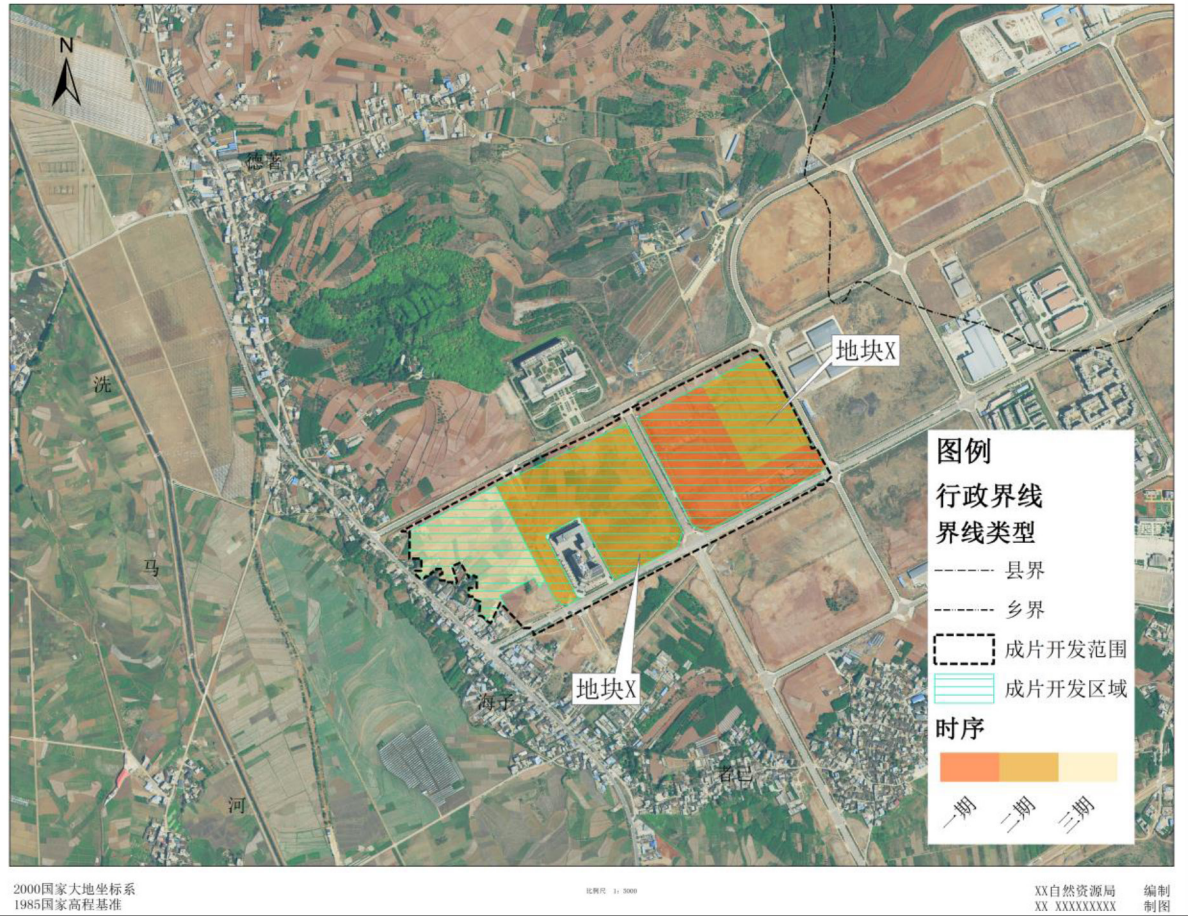 N
德著
洗
马
河
海子
者已
地块X
地块X
图例
行政界线
界线类型
县界
乡界
成片开发范围
成片开发区域
时序
一期
二期
三期
2000国家大地坐标系
1985国家高程基准
比例尺 1：5000
XX自然资源局 编制
XX XXXXXXXXX 制图